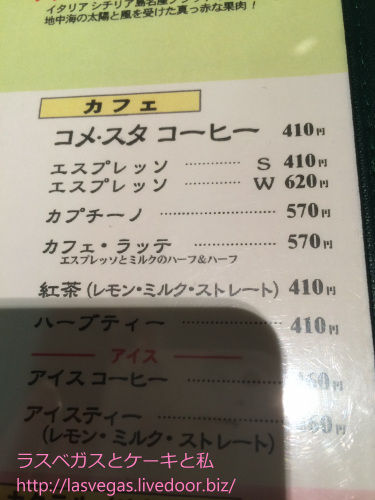 イタリア シチリア島名産ブラッド
地中海の太陽と風を受けた真っ赤な果肉！
カフェ
コメ・スタ コーヒー 410円
エスプレッソ ………… S 410円
エスプレッソ ………… W 620円
カプチーノ ………………… 570円
カフェ・ラッテ ………… 570円
エスプレッソとミルクのハーフ&ハーフ
紅茶(レモン・ミルク・ストレート) 410円
ハーブティー ……………… 410円
アイス
アイス コーヒー …………… 円
アイスティー ……………… 円
(レモン・ミルク・ストレート)
ラスベガスとケーキと私
http://lasvegas.livedoor.biz/